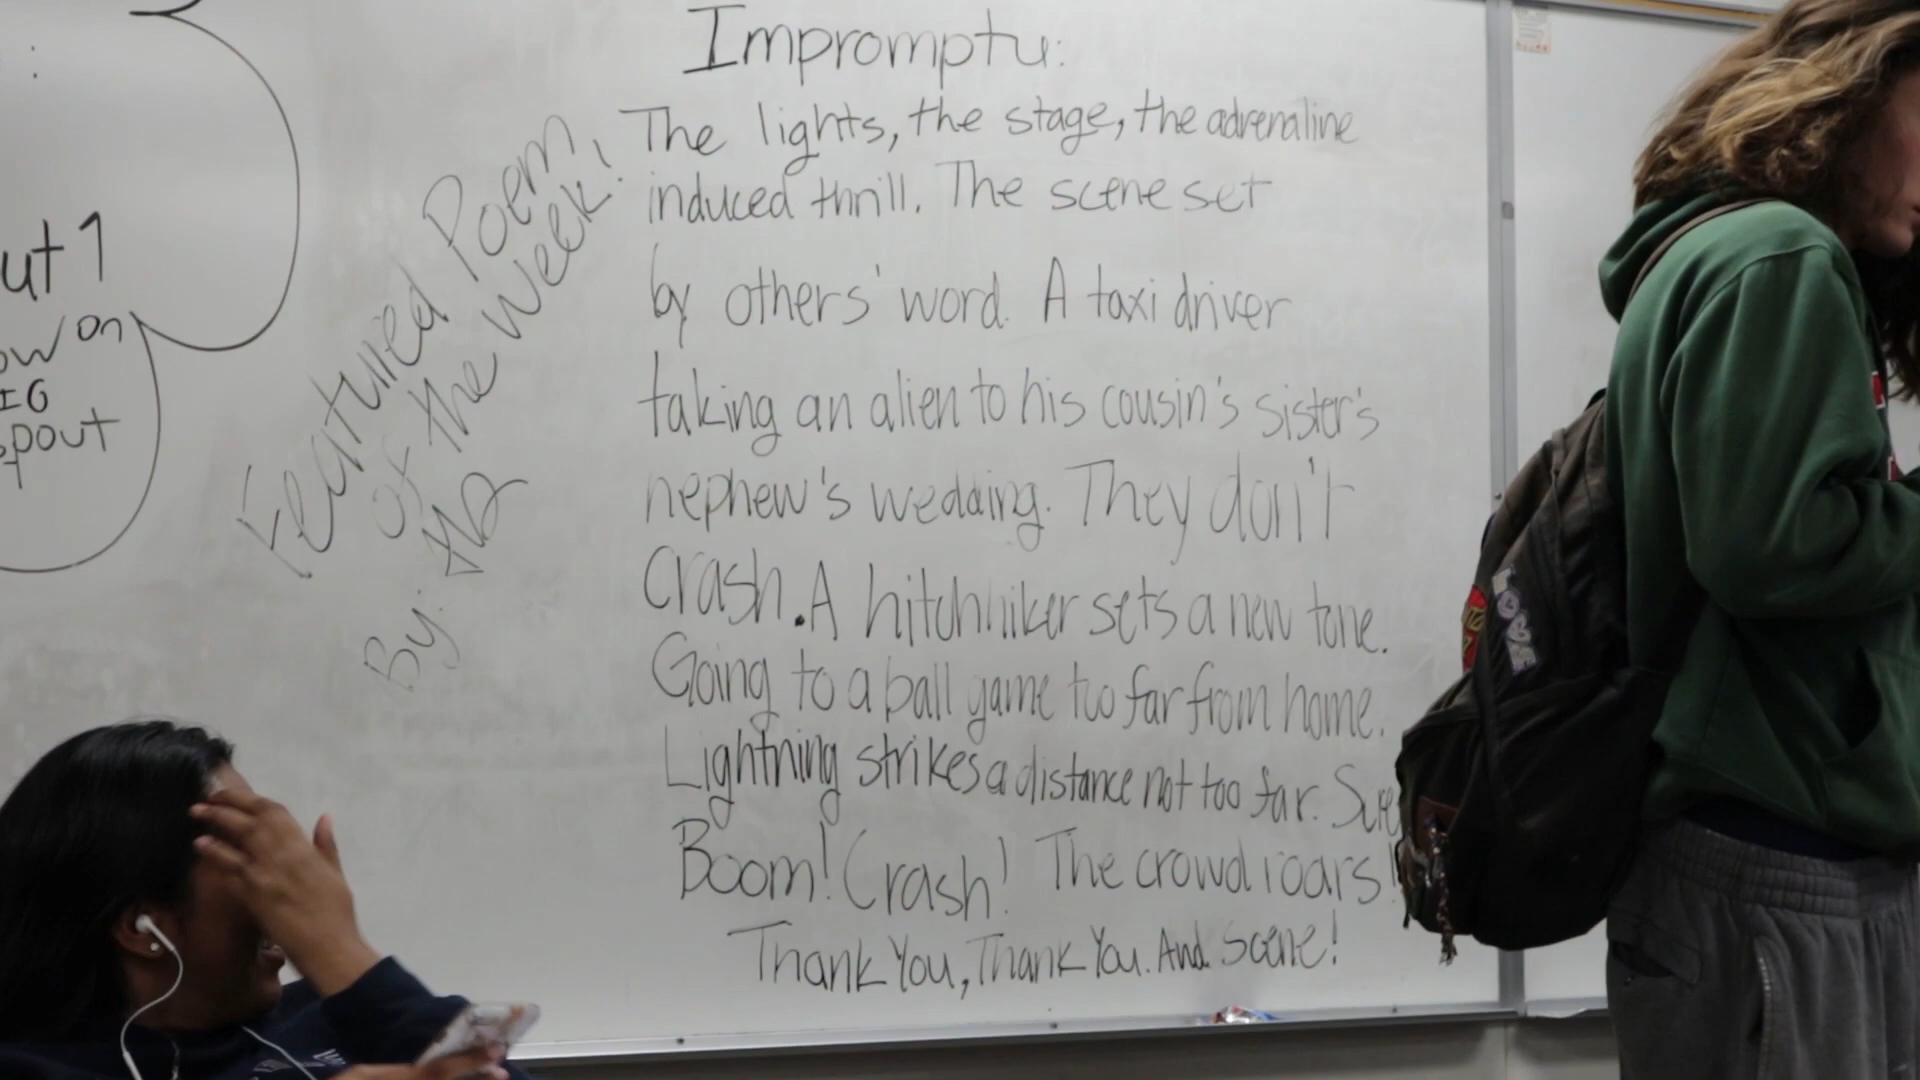 ut 1
ow on
IG
spout
Featured Poem
of the Week!
By:
Impromptu:
The lights, the stage, the adrenaline
induced thrill. The scene set
by others' word. A taxi driver
taking an alien to his cousin's sister's
nephew's wedding. They don't
Crash. A hitchhiker sets a new tone.
Going to a ball game too far from home.
Lightning strikes a distance not too far.
Boom! Crash! The crowd roars!
Thank You, Thank You. And Scene!
LOVE